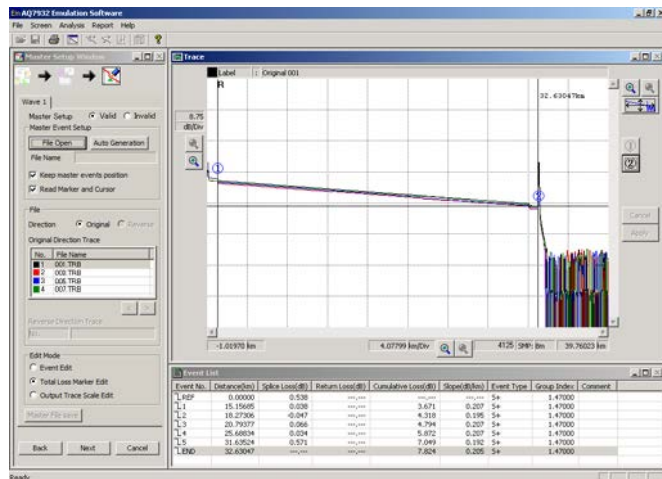 AQ7932 Emulation Software
File Screen Analysis Report Help
Master Setup Window
Wave 1
Master Setup Valid Invalid
Master Event Setup
File Open Auto Generation
File Name
Keep master events position
Read Marker and Cursor
File
Direction Original Reverse
Original Direction Trace
No. File Name
1 001.TRB
2 003.TRB
3 005.TRB
4 007.TRB
< >
Reverse Direction Trace
No.
Edit Mode
Event Edit
Total Loss Marker Edit
Output Trace Scale Edit
Master File save
Back Next Cancel
Trace
Label : Original 001
8.75
dB/Div
R
32.63047km
①
②
①
②
Cancel
Apply
-1.01970 km 4.07799 km/Div 4125 SMP: 8m 39.76023 km
Event List
Event No. Distance(km) Splice Loss(dB) Return Loss(dB) Cumulative Loss(dB) Slope(dB/km) Event Type Group Index Comment
REF 0.00000 0.538 ---.--- ---.--- ---.--- S+ 1.47000
1 15.15605 0.038 ---.--- 3.671 0.207 S+ 1.47000
2 18.27306 -0.047 ---.--- 4.318 0.195 S+ 1.47000
3 20.79377 0.066 ---.--- 4.794 0.207 S+ 1.47000
4 25.68834 0.034 ---.--- 5.872 0.207 S+ 1.47000
5 31.63524 0.571 ---.--- 7.049 0.192 S+ 1.47000
END 32.63047 ---.--- ---.--- 7.824 0.205 S+ 1.47000
Ready